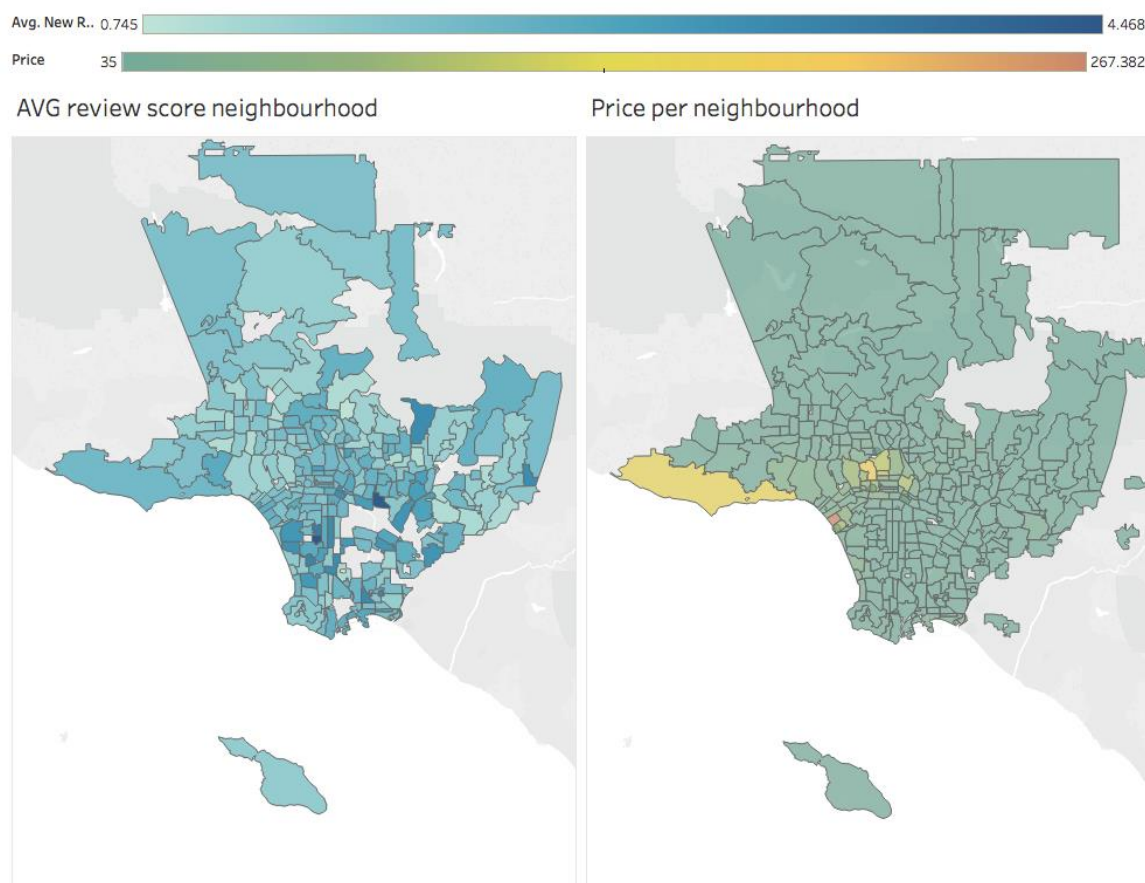 Avg. New R.. 0.745 4.468
Price 35 267.382
AVG review score neighbourhood
Price per neighbourhood